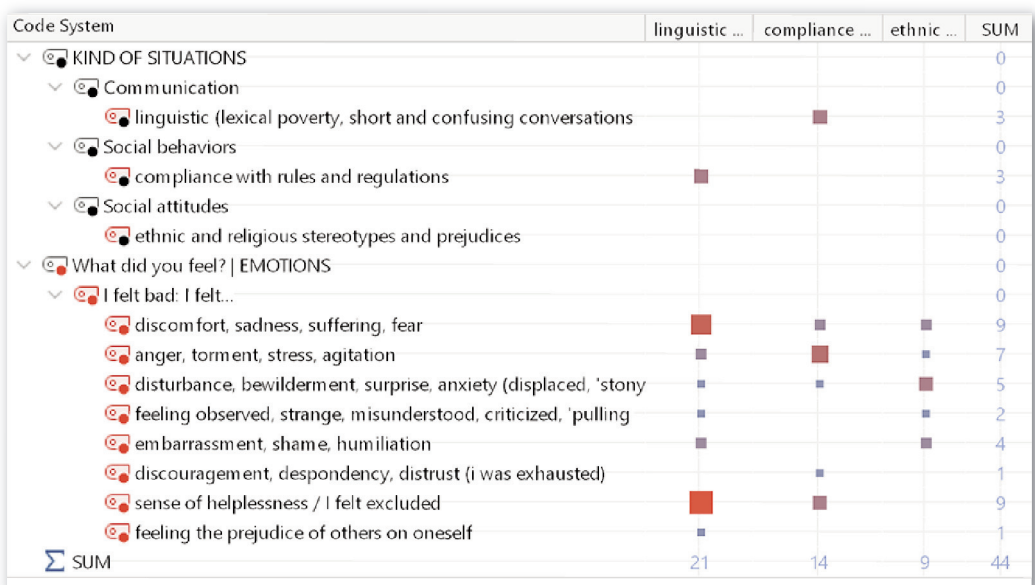 Code System linguistic ... compliance ... ethnic ... SUM
KIND OF SITUATIONS 0
Communication 0
linguistic (lexical poverty, short and confusing conversations 3
Social behaviors 0
compliance with rules and regulations 3
Social attitudes 0
ethnic and religious stereotypes and prejudices 0
What did you feel? | EMOTIONS 0
I felt bad: I felt... 0
discomfort, sadness, suffering, fear 9
anger, torment, stress, agitation 7
disturbance, bewilderment, surprise, anxiety (displaced, 'stony 5
feeling observed, strange, misunderstood, criticized, 'pulling 2
embarrassment, shame, humiliation 4
discouragement, despondency, distrust (i was exhausted) 1
sense of helplessness / I felt excluded 9
feeling the prejudice of others on oneself 1
Σ SUM 21 14 9 44